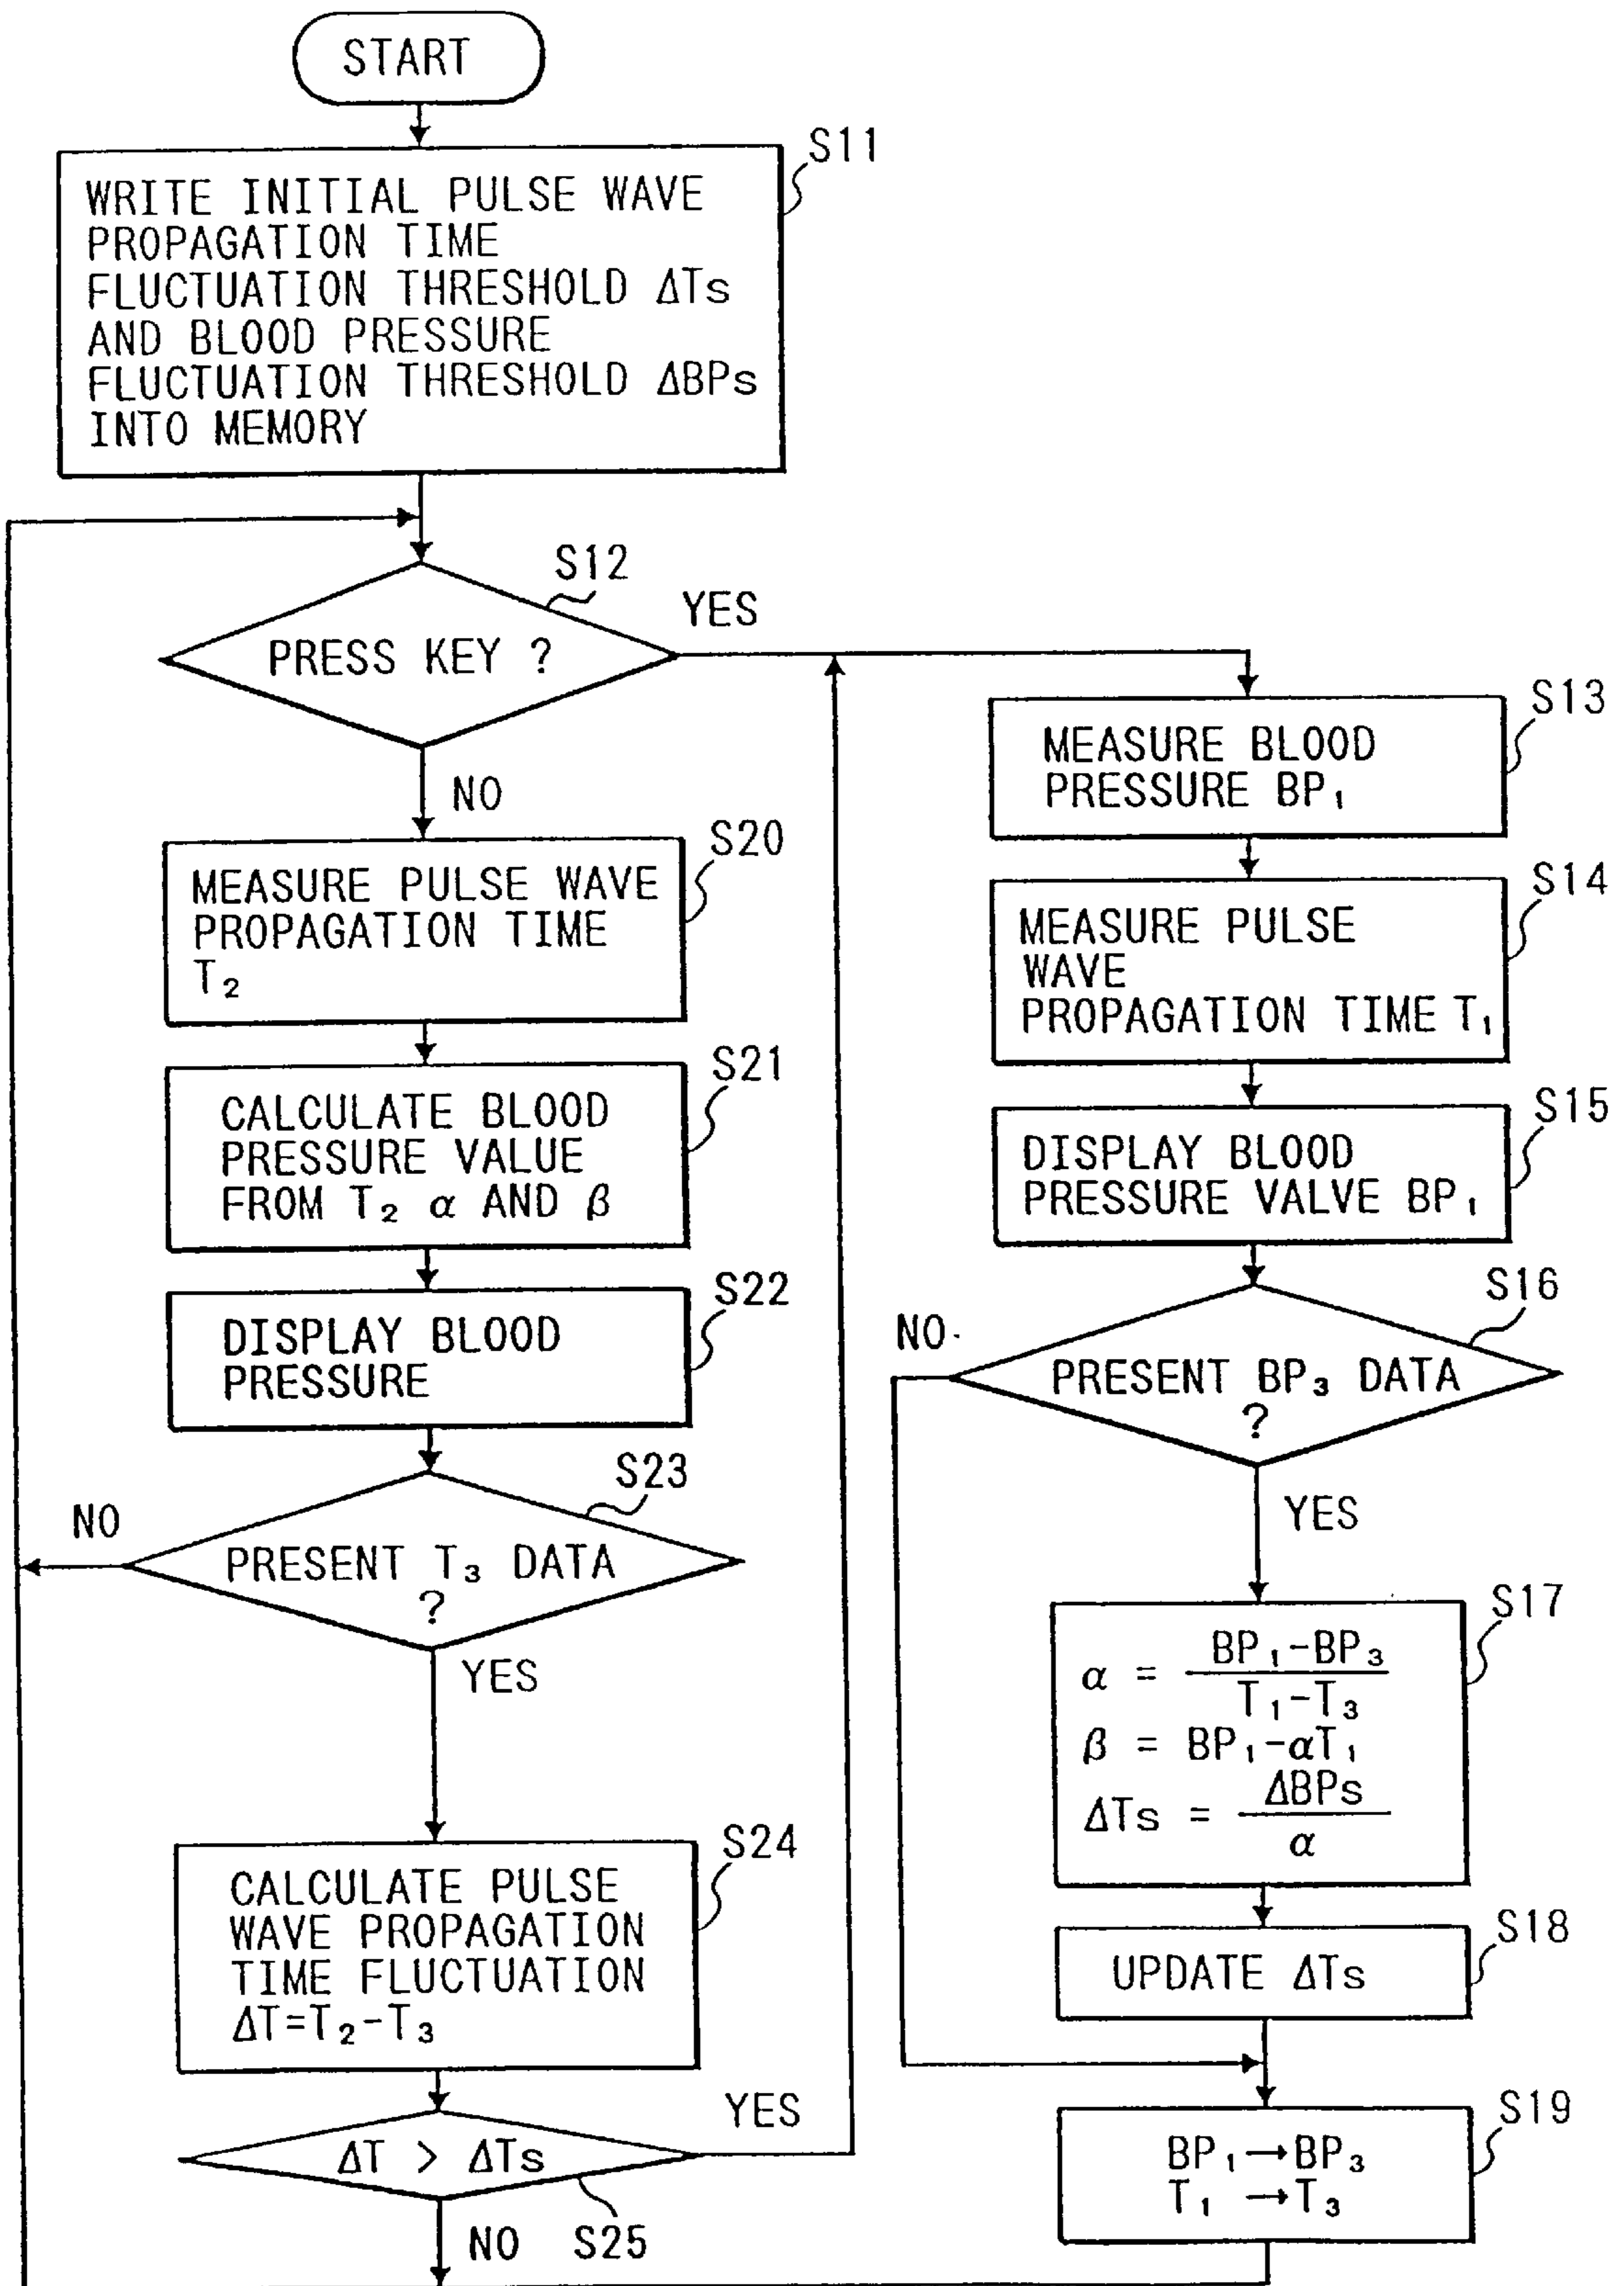 START
S11
WRITE INITIAL PULSE WAVE
PROPAGATION TIME
FLUCTUATION THRESHOLD ΔTs
AND BLOOD PRESSURE
FLUCTUATION THRESHOLD ΔBPs
INTO MEMORY
S12
PRESS KEY ?
YES
NO
S20
MEASURE PULSE WAVE
PROPAGATION TIME
T₂
S21
CALCULATE BLOOD
PRESSURE VALUE
FROM T₂ α AND β
S22
DISPLAY BLOOD
PRESSURE
S23
NO
PRESENT T₃ DATA
?
YES
S24
CALCULATE PULSE
WAVE PROPAGATION
TIME FLUCTUATION
ΔT=T₂-T₃
YES
ΔT > ΔTs
NO
S25
S13
MEASURE BLOOD
PRESSURE BP₁
S14
MEASURE PULSE
WAVE
PROPAGATION TIME T₁
S15
DISPLAY BLOOD
PRESSURE VALVE BP₁
S16
NO
PRESENT BP₃ DATA
?
YES
S17
α = BP₁-BP₃ / T₁-T₃
β = BP₁-αT₁
ΔTs = ΔBPs / α
S18
UPDATE ΔTs
S19
BP₁→BP₃
T₁ →T₃